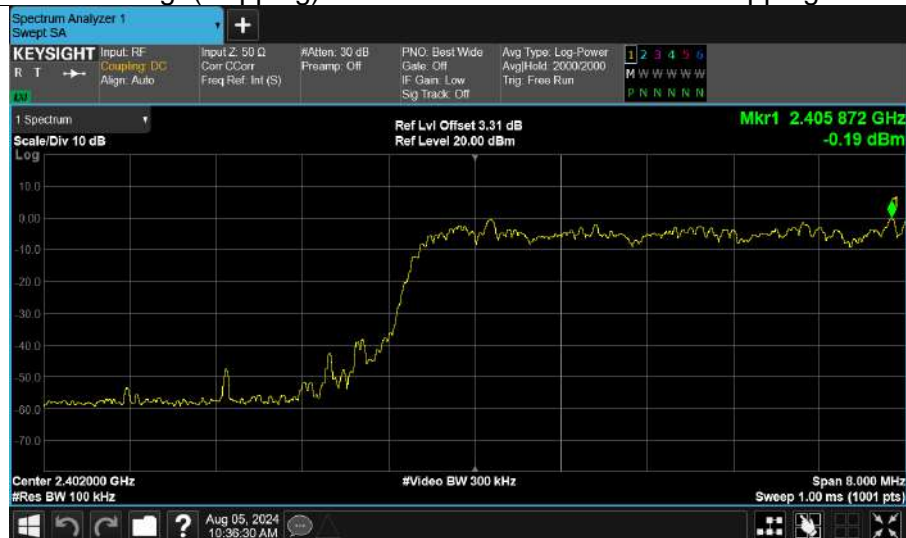 Spectrum Analyzer 1
Swept SA
+
KEYSIGHT
R T
Input: RF
Coupling: DC
Align: Auto
Input Z: 50 Ω
Corr CCorr
Freq Ref: Int (S)
#Atten: 30 dB
Preamp: Off
PNO: Best Wide
Gate: Off
IF Gain: Low
Sig Track: Off
Avg Type: Log-Power
Avg|Hold: 2000/2000
Trig: Free Run
1 2 3 4 5 6
M W W W W W
P N N N N N
1 Spectrum
Scale/Div 10 dB
Ref Lvl Offset 3.31 dB
Ref Level 20.00 dBm
Mkr1 2.405 872 GHz
-0.19 dBm
Log
10.0
0.00
-10.0
-20.0
-30.0
-40.0
-50.0
-60.0
-70.0
Center 2.402000 GHz
#Res BW 100 kHz
#Video BW 300 kHz
Span 8.000 MHz
Sweep 1.00 ms (1001 pts)
?
Aug 05, 2024
10:36:30 AM